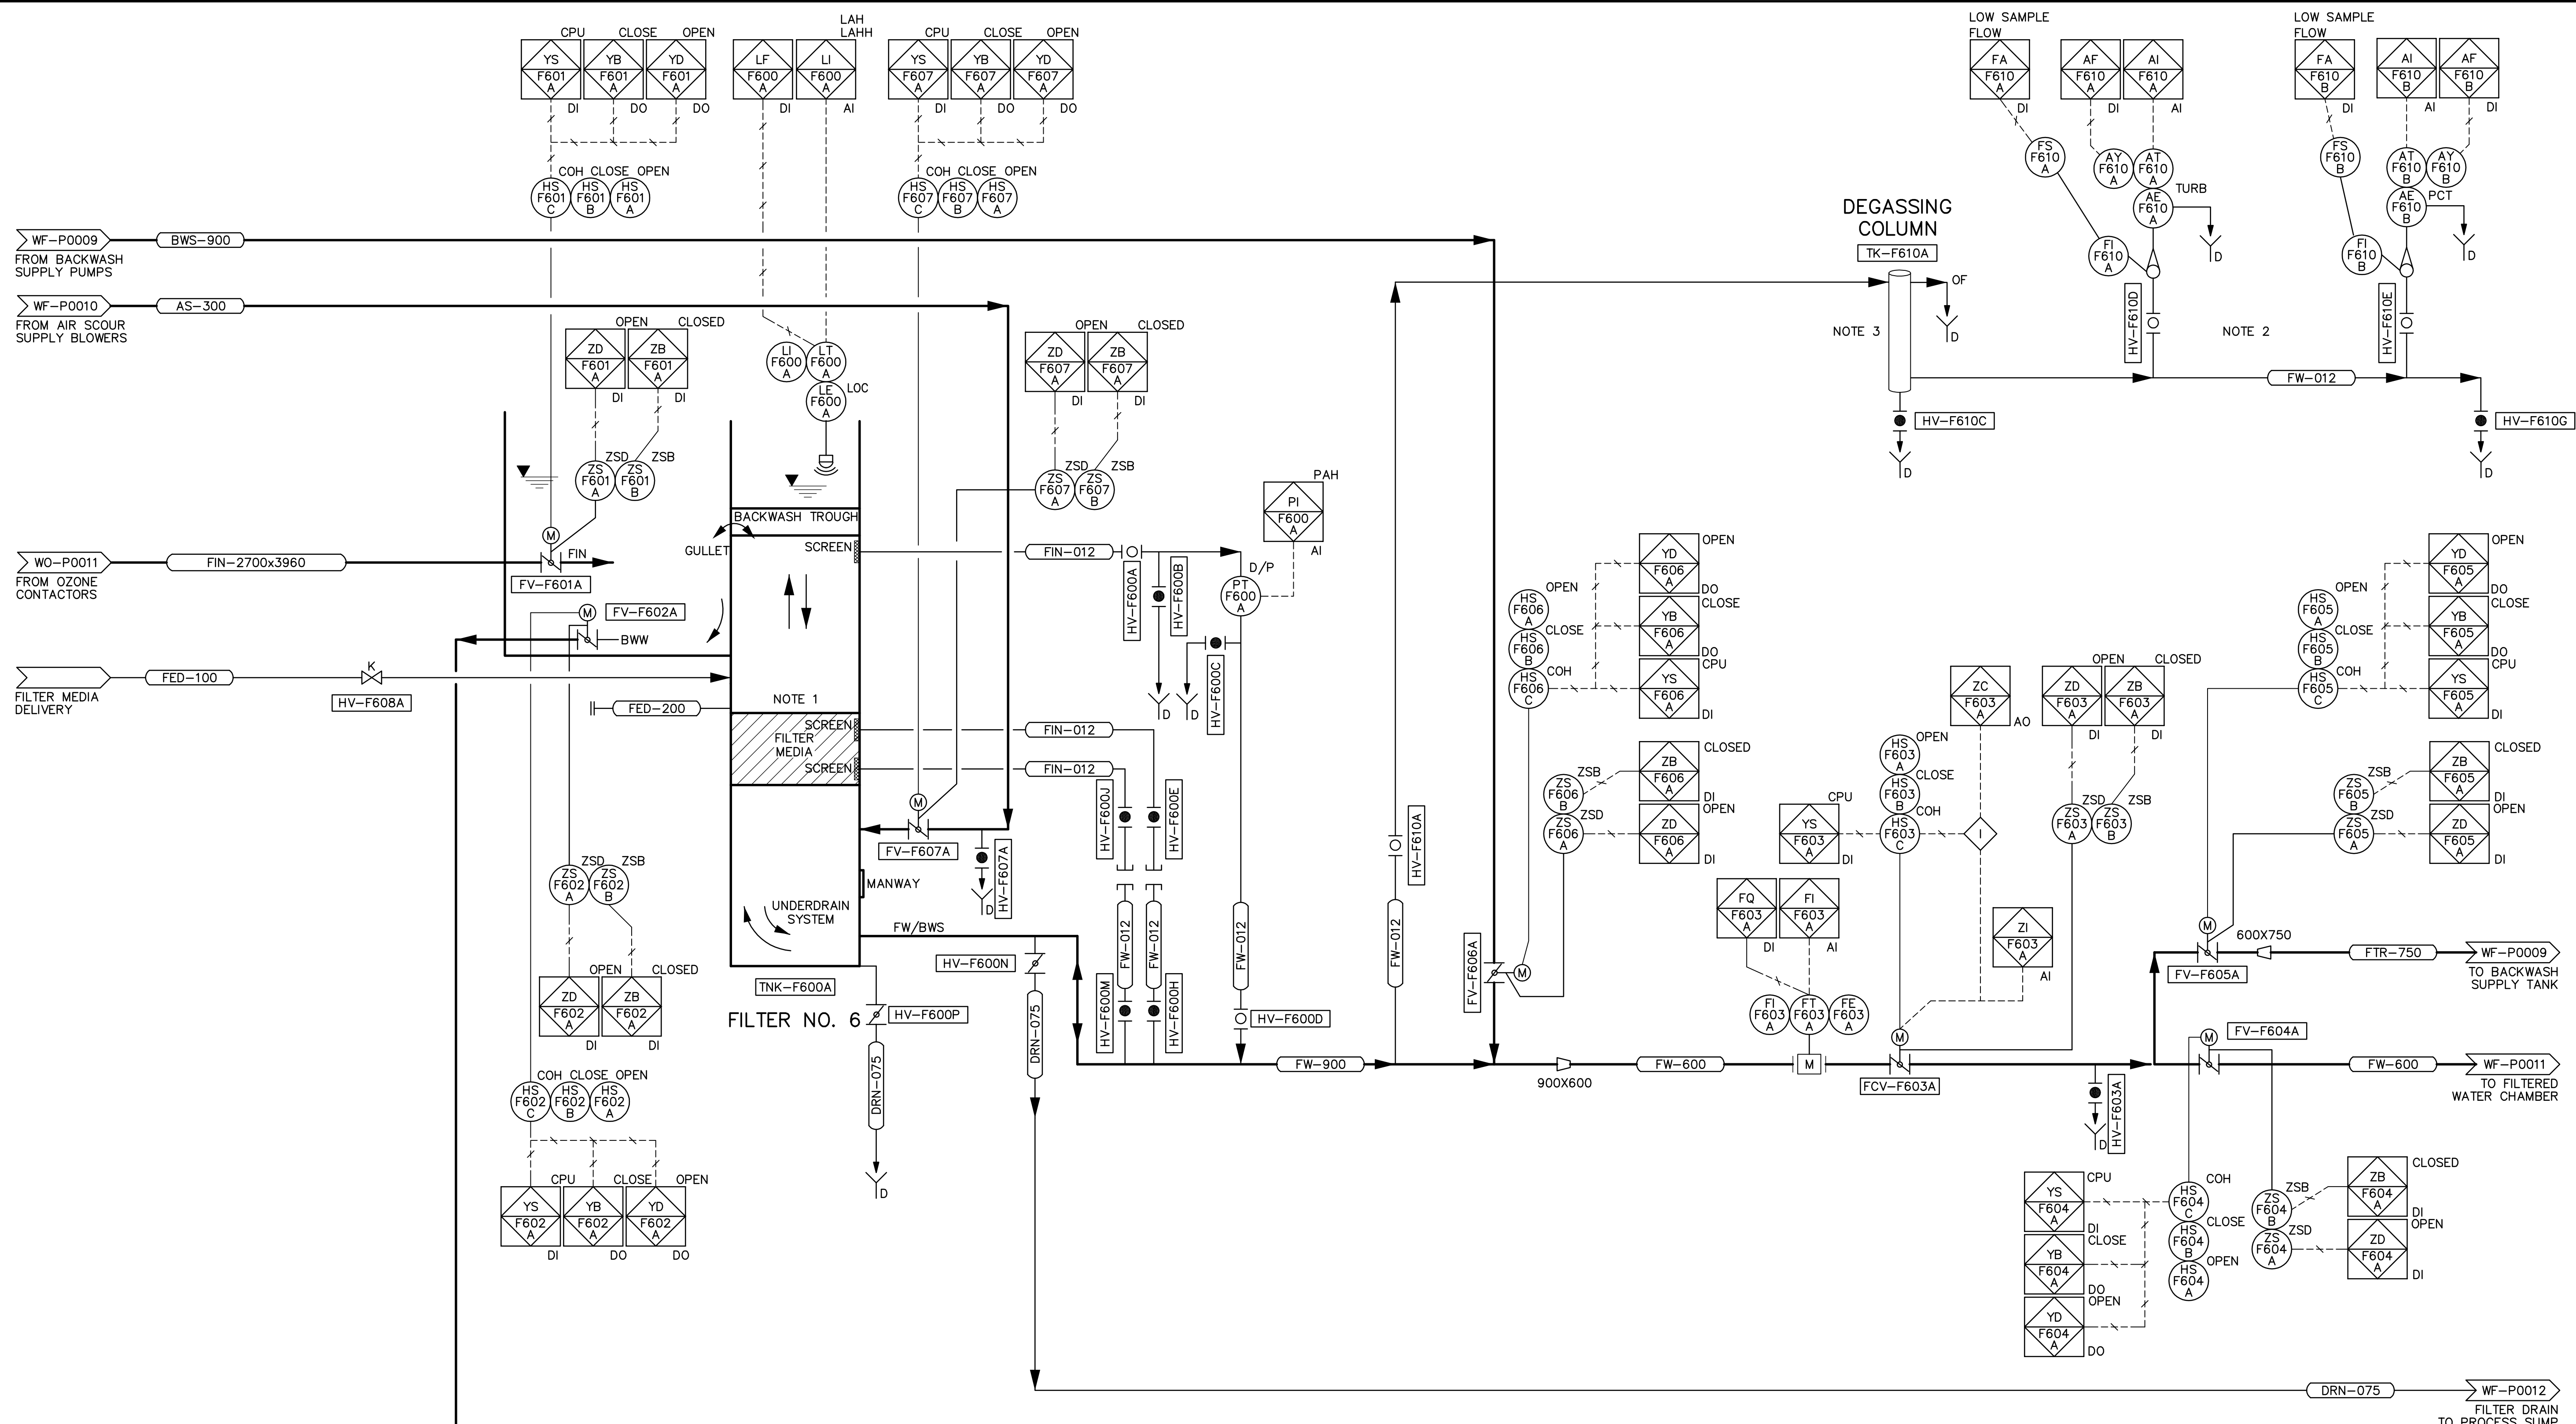 LAH
LAHH
CPU
CLOSE
OPEN
YS
F601
A
DI
YB
F601
A
DO
YD
F601
A
DO
LF
F600
A
DI
LI
F600
A
AI
CPU
CLOSE
OPEN
YS
F607
A
DI
YB
F607
A
DO
YD
F607
A
DO
LOW SAMPLE
FLOW
FA
F610
A
DI
AF
F610
A
DI
AI
F610
A
AI
LOW SAMPLE
FLOW
FA
F610
B
DI
AI
F610
B
AI
AF
F610
B
DI
COH CLOSE OPEN
HS
F601
C
HS
F601
B
HS
F601
A
COH CLOSE OPEN
HS
F607
C
HS
F607
B
HS
F607
A
FS
F610
A
AY
F610
A
AT
F610
A
TURB
AE
F610
A
D
FI
F610
A
FS
F610
B
AT
F610
B
AY
F610
B
PCT
AE
F610
B
D
FI
F610
B
WF-P0009
BWS-900
FROM BACKWASH
SUPPLY PUMPS
WF-P0010
AS-300
FROM AIR SCOUR
SUPPLY BLOWERS
DEGASSING
COLUMN
TK-F610A
OF
D
NOTE 3
HV-F610D
NOTE 2
HV-F610E
FW-012
HV-F610C
D
HV-F610G
D
OPEN
CLOSED
ZD
F601
A
DI
ZB
F601
A
DI
LI
F600
A
LT
F600
A
LE
F600
A
LOC
OPEN
CLOSED
ZD
F607
A
DI
ZB
F607
A
DI
ZSD
ZSB
ZS
F601
A
ZS
F601
B
ZSD
ZSB
ZS
F607
A
ZS
F607
B
PAH
PI
F600
A
AI
BACKWASH TROUGH
M
GULLET
SCREEN
FIN-012
D/P
PT
F600
A
WO-P0011
FIN-2700x3960
FIN
FROM OZONE
CONTACTORS
FV-F601A
M
FV-F602A
BWW
HV-F600A
HV-F600B
D
HV-F600C
D
FED-100
K
HV-F608A
FILTER MEDIA
DELIVERY
FED-200
NOTE 1
SCREEN
FILTER
MEDIA
SCREEN
FIN-012
FIN-012
M
FV-F607A
HV-F607A
D
HV-F600J
HV-F600E
MANWAY
UNDERDRAIN
SYSTEM
FW/BWS
TNK-F600A
FILTER NO. 6
HV-F600P
DRN-075
D
HV-F600N
DRN-075
FW-012
FW-012
HV-F600M
HV-F600H
FW-012
HV-F600D
HV-F610A
FW-012
FW-900
ZSD
ZSB
ZS
F602
A
ZS
F602
B
OPEN
CLOSED
ZD
F602
A
DI
ZB
F602
A
DI
COH CLOSE OPEN
HS
F602
C
HS
F602
B
HS
F602
A
CPU
CLOSE
OPEN
YS
F602
A
DI
YB
F602
A
DO
YD
F602
A
DO
OPEN
HS
F606
A
CLOSE
HS
F606
B
COH
HS
F606
C
YD
F606
A
OPEN
DO
YB
F606
A
CLOSE
DO
YS
F606
A
CPU
DI
ZSB
ZS
F606
B
ZSD
ZS
F606
A
ZB
F606
A
CLOSED
DI
ZD
F606
A
OPEN
DI
FV-F606A
M
900X600
FW-600
CPU
YS
F603
A
DI
HS
F603
A
OPEN
HS
F603
B
CLOSE
HS
F603
C
COH
I
ZC
F603
A
AO
OPEN
CLOSED
ZD
F603
A
DI
ZB
F603
A
DI
ZSD
ZSB
ZS
F603
A
ZS
F603
B
FQ
F603
A
DI
FI
F603
A
AI
ZI
F603
A
AI
FI
F603
A
FT
F603
A
FE
F603
A
M
M
FCV-F603A
HV-F603A
D
OPEN
HS
F605
A
CLOSE
HS
F605
B
COH
HS
F605
C
YD
F605
A
OPEN
DO
YB
F605
A
CLOSE
DO
YS
F605
A
CPU
DI
ZSB
ZS
F605
B
ZSD
ZS
F605
A
ZB
F605
A
CLOSED
DI
ZD
F605
A
OPEN
DI
M
FV-F605A
600X750
FTR-750
WF-P0009
TO BACKWASH
SUPPLY TANK
M
FV-F604A
FW-600
WF-P0011
TO FILTERED
WATER CHAMBER
CPU
YS
F604
A
DI
CLOSE
YB
F604
A
DO
OPEN
YD
F604
A
DO
COH
HS
F604
C
CLOSE
HS
F604
B
OPEN
HS
F604
A
ZSB
ZS
F604
B
ZSD
ZS
F604
A
CLOSED
ZB
F604
A
DI
OPEN
ZD
F604
A
DI
DRN-075
WF-P0012
FILTER DRAIN
TO PROCESS SUMP